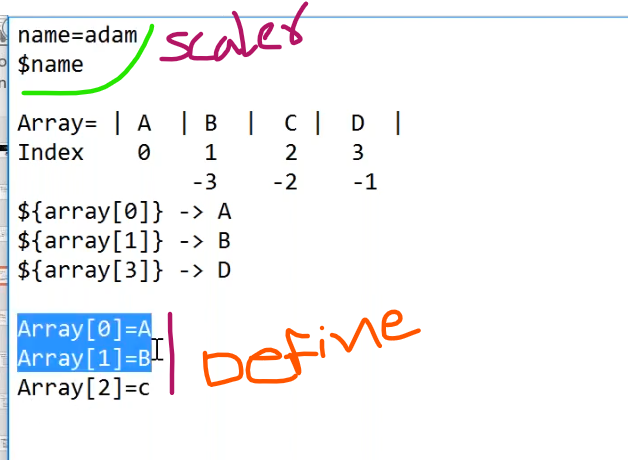 name=adam
scaler
$name
Array= | A | B | C | D |
Index 0 1 2 3
-3 -2 -1
${array[0]} -> A
${array[1]} -> B
${array[3]} -> D
Array[0]=A
Array[1]=B
Define
Array[2]=c